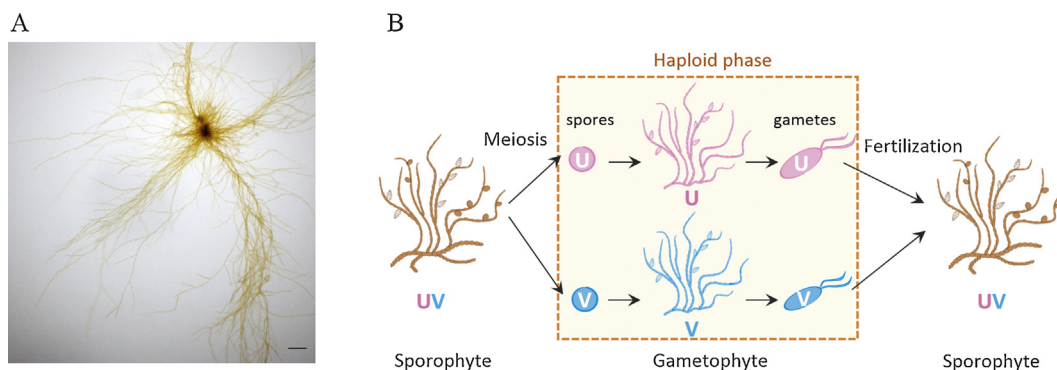 A
B
Haploid phase
spores
gametes
Meiosis
Fertilization
U
U
U
V
V
V
UV
UV
Sporophyte
Gametophyte
Sporophyte